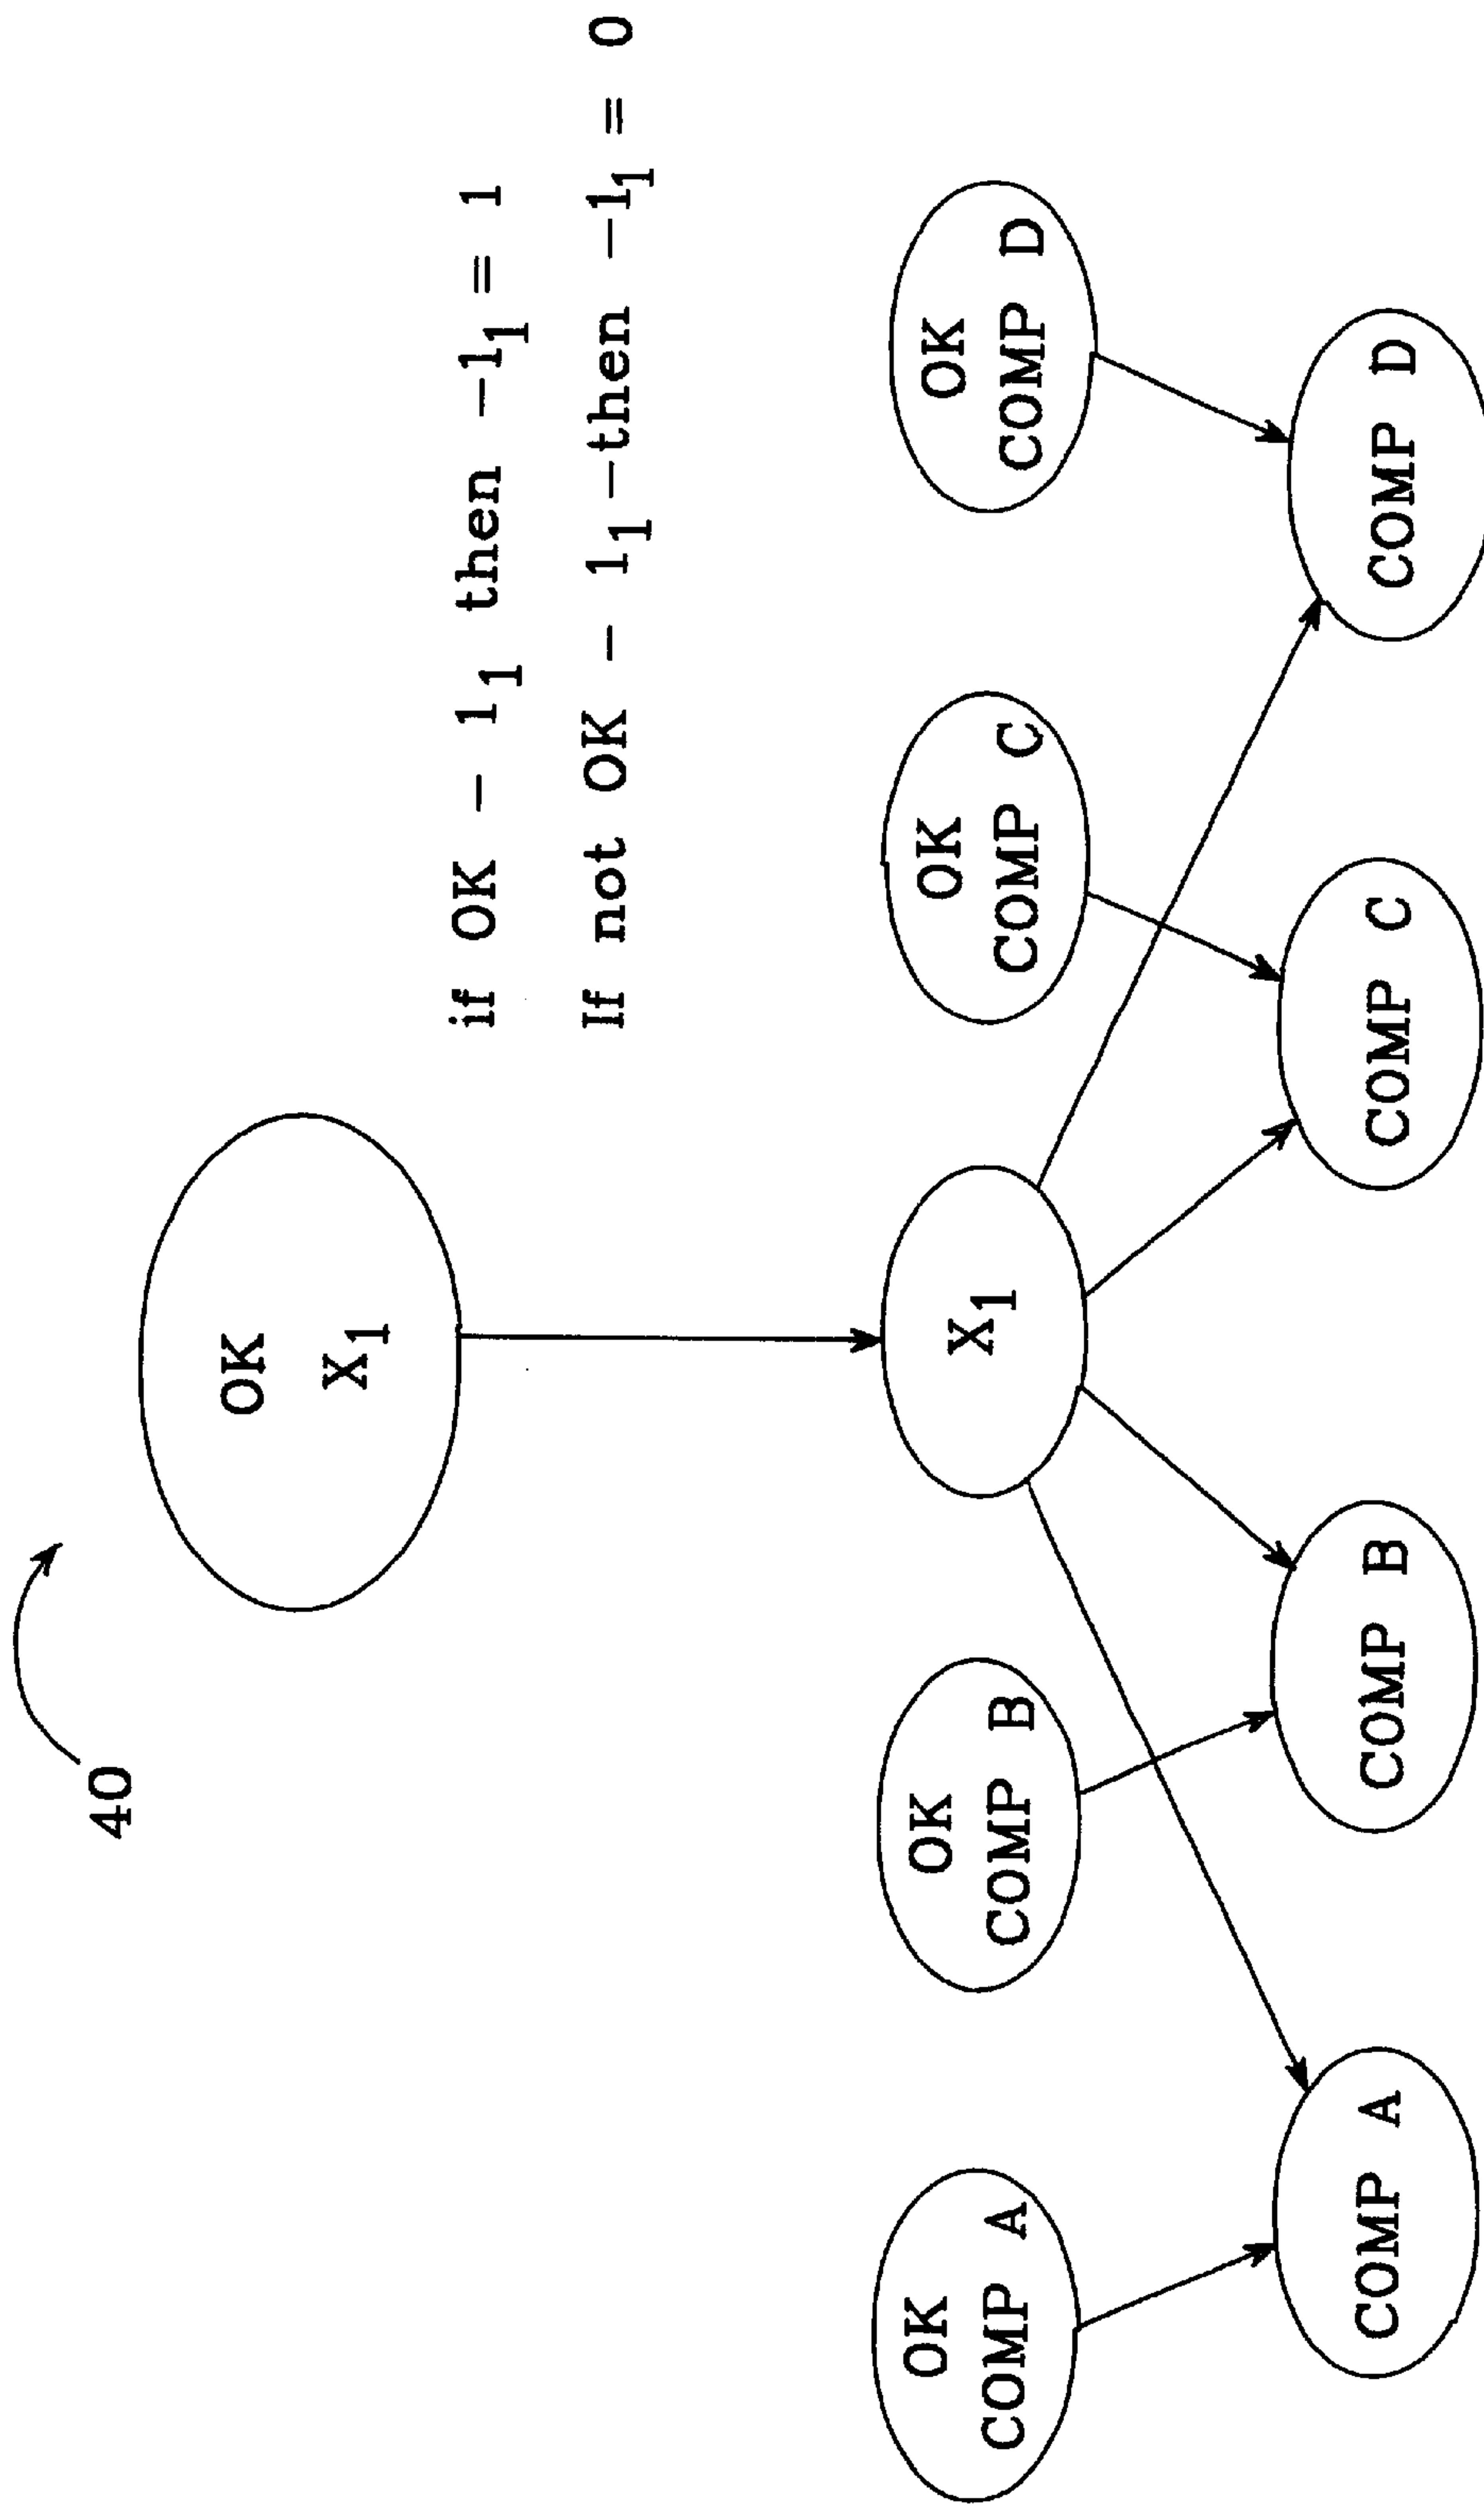 40
OK
X1
if OK - 11 then -11= 1
If not OK - 11-then -11= 0
OK
COMP A
OK
COMP B
X1
OK
COMP C
OK
COMP D
COMP A
COMP B
COMP C
COMP D